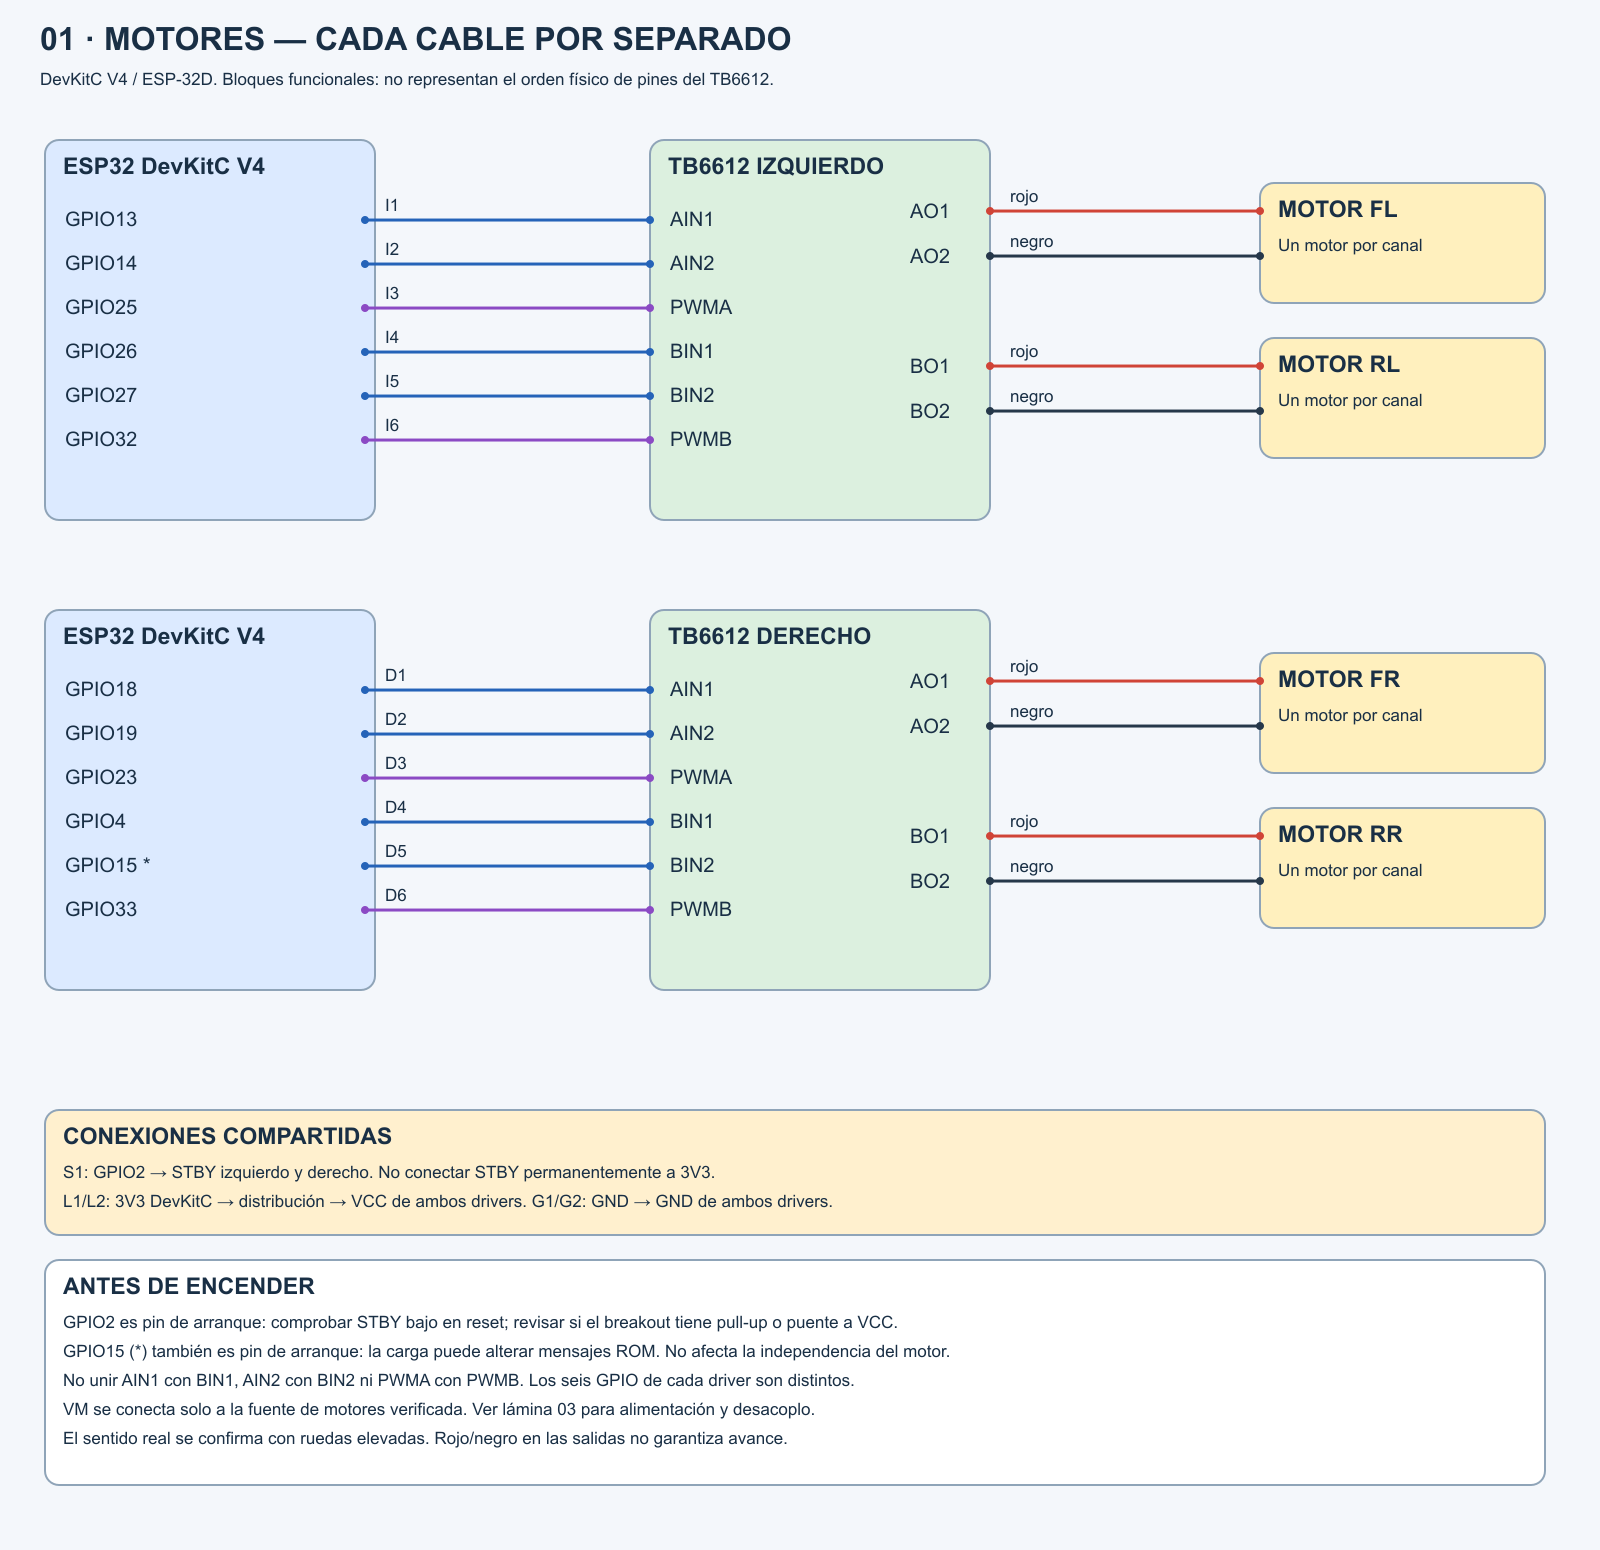 01 · MOTORES — CADA CABLE POR SEPARADO
DevKitC V4 / ESP-32D. Bloques funcionales: no representan el orden físico de pines del TB6612.
ESP32 DevKitC V4
GPIO13
GPIO14
GPIO25
GPIO26
GPIO27
GPIO32
I1
I2
I3
I4
I5
I6
TB6612 IZQUIERDO
AIN1
AIN2
PWMA
BIN1
BIN2
PWMB
AO1
AO2
BO1
BO2
rojo
negro
rojo
negro
MOTOR FL
Un motor por canal
MOTOR RL
Un motor por canal
ESP32 DevKitC V4
GPIO18
GPIO19
GPIO23
GPIO4
GPIO15 *
GPIO33
D1
D2
D3
D4
D5
D6
TB6612 DERECHO
AIN1
AIN2
PWMA
BIN1
BIN2
PWMB
AO1
AO2
BO1
BO2
rojo
negro
rojo
negro
MOTOR FR
Un motor por canal
MOTOR RR
Un motor por canal
CONEXIONES COMPARTIDAS
S1: GPIO2 → STBY izquierdo y derecho. No conectar STBY permanentemente a 3V3.
L1/L2: 3V3 DevKitC → distribución → VCC de ambos drivers. G1/G2: GND → GND de ambos drivers.
ANTES DE ENCENDER
GPIO2 es pin de arranque: comprobar STBY bajo en reset; revisar si el breakout tiene pull-up o puente a VCC.
GPIO15 (*) también es pin de arranque: la carga puede alterar mensajes ROM. No afecta la independencia del motor.
No unir AIN1 con BIN1, AIN2 con BIN2 ni PWMA con PWMB. Los seis GPIO de cada driver son distintos.
VM se conecta solo a la fuente de motores verificada. Ver lámina 03 para alimentación y desacoplo.
El sentido real se confirma con ruedas elevadas. Rojo/negro en las salidas no garantiza avance.